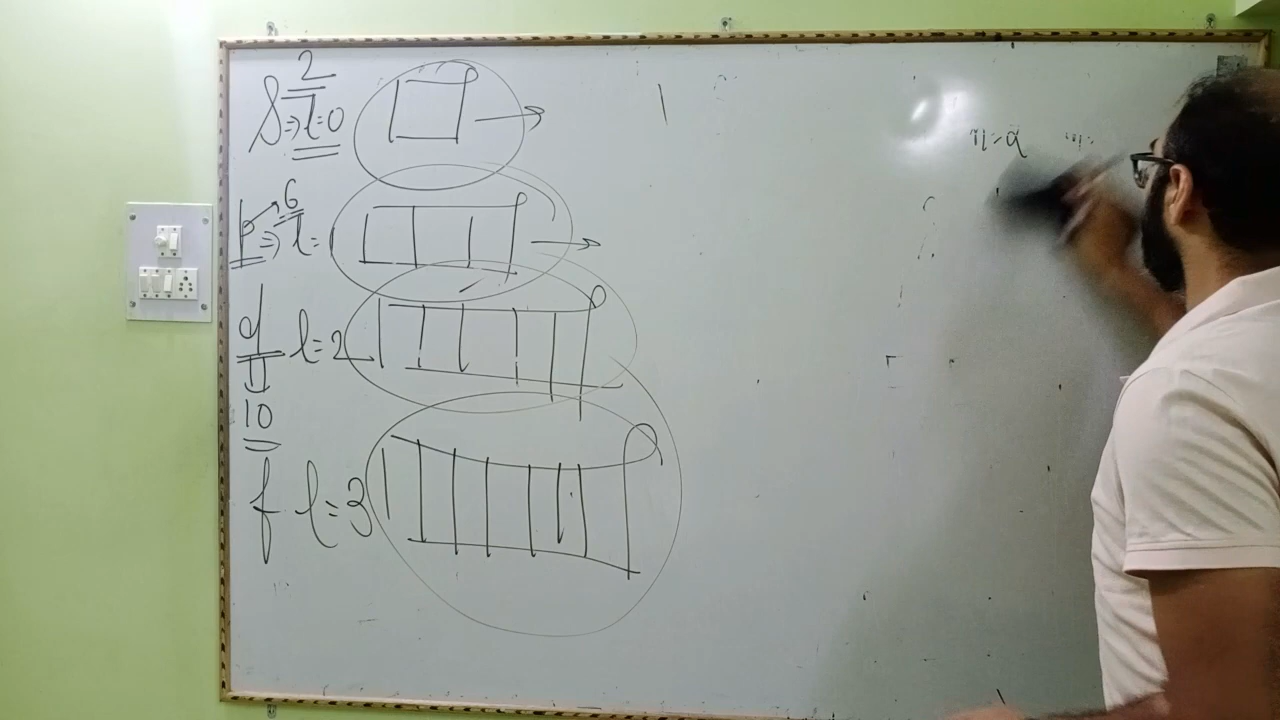 2
s ⇒ l=0
6
p ⇒ l=1
d l=2
10
f l=3
n=